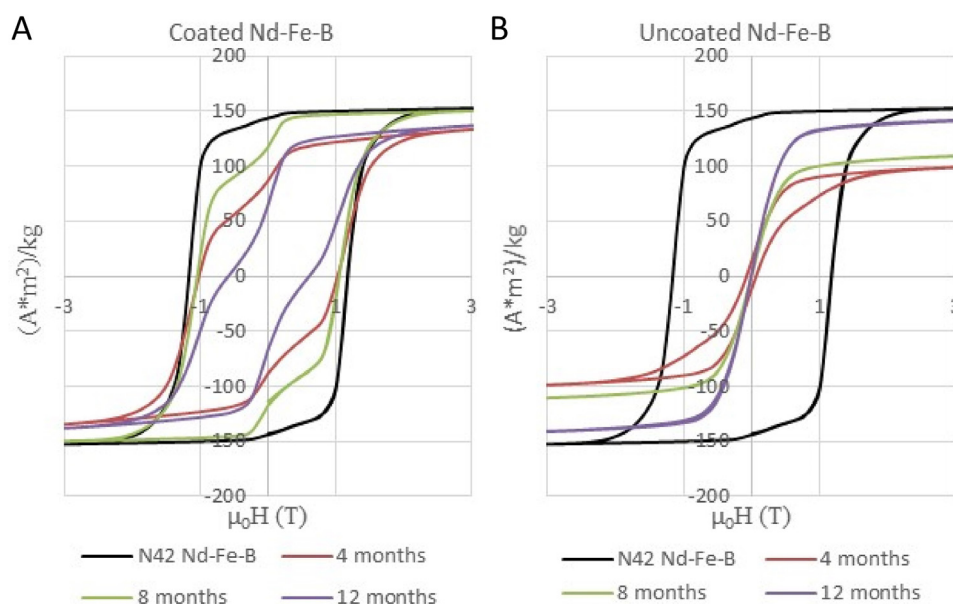 A
Coated Nd-Fe-B
200
150
100
50
0
-3
-1
1
3
-50
-100
-150
-200
(A*m²)/kg
μ₀H (T)
N42 Nd-Fe-B
4 months
8 months
12 months
B
Uncoated Nd-Fe-B
200
150
100
50
0
-3
-1
1
3
-50
-100
-150
-200
(A*m²)/kg
μ₀H (T)
N42 Nd-Fe-B
4 months
8 months
12 months